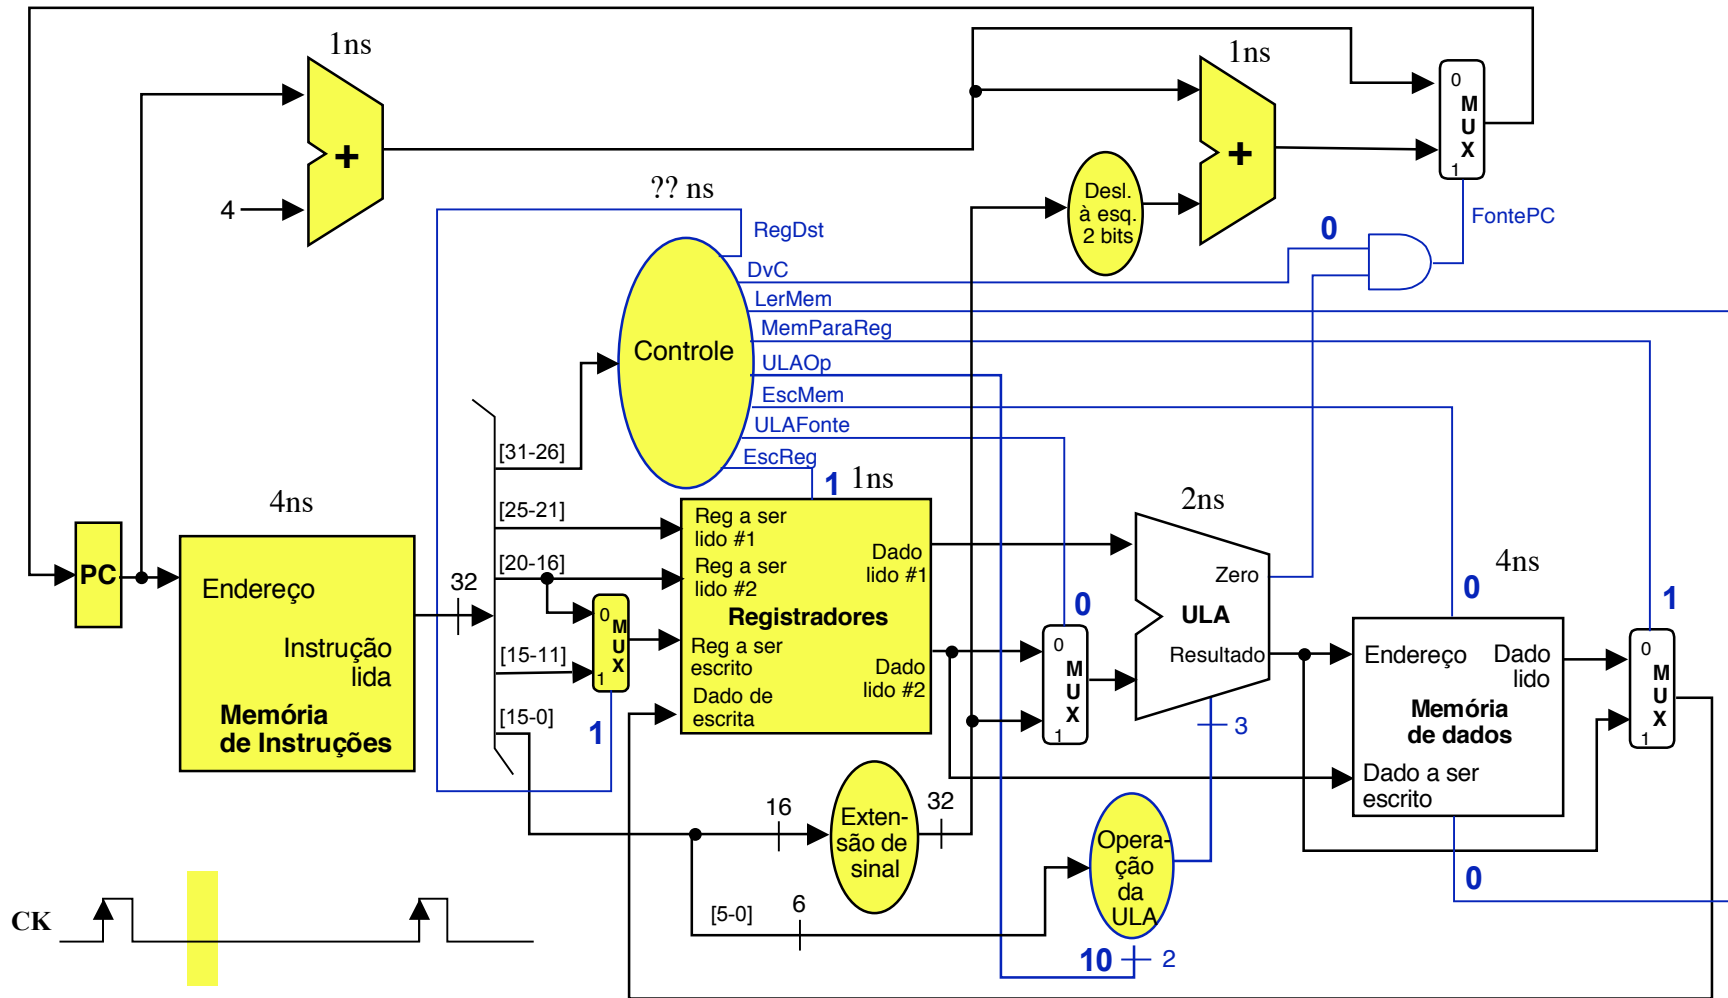 1ns
1ns
0
M
U
X
1
+
+
4
?? ns
Desl.
à esq.
2 bits
RegDst
0
FontePC
DvC
LerMem
MemParaReg
Controle
ULAOp
EscMem
ULAFonte
EscReg
[31-26]
1
1ns
4ns
2ns
4ns
[25-21]
Reg a ser
lido #1
Dado
lido #1
PC
Endereço
32
[20-16]
Reg a ser
lido #2
Zero
0
1
0
M
U
X
1
Registradores
0
ULA
Instrução
lida
[15-11]
Reg a ser
escrito
Dado
lido #2
0
M
U
X
1
Resultado
Endereço
Dado
lido
0
M
U
X
1
Memória
de Instruções
[15-0]
1
Dado de
escrita
3
Memória
de dados
Dado a ser
escrito
16
Exten-
são de
sinal
32
Opera-
ção
da
ULA
0
CK
[5-0]
6
10
2